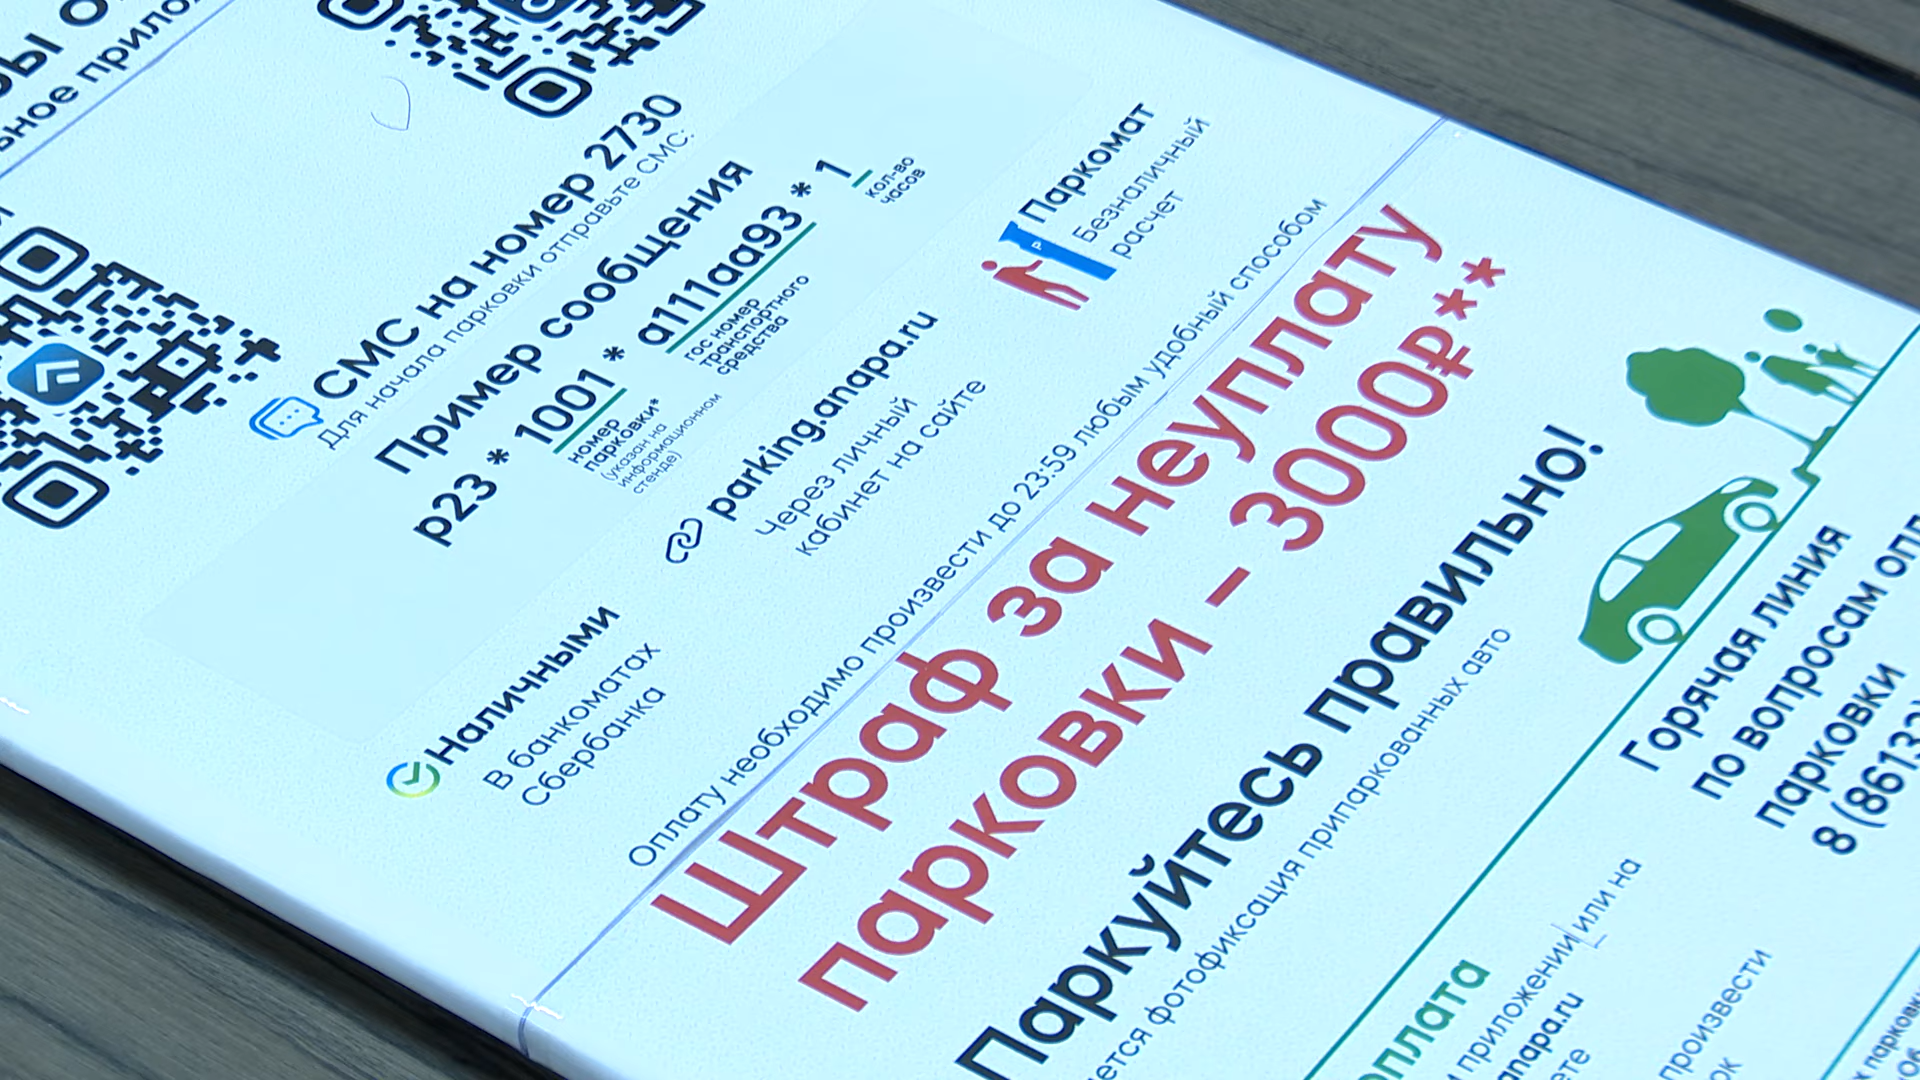 СМС на номер 2730
Для начала парковки отправьте СМС:
Пример сообщения
р23 * 1001 * а111аа93 * 1
номер
парковки*
(указан на
информационном
стенде)
гос номер
транспортного
средства
кол-во
часов
Наличными
В банкоматах
Сбербанка
parking.anapa.ru
Через личный
кабинет на сайте
Паркомат
Безналичный
расчет
P
Оплату необходимо произвести до 23:59 любым удобным способом
Штраф за неуплату
парковки – 3000₽**
Паркуйтесь правильно!
фотофиксация припаркованных авто
Горячая линия
по вопросам
парковки
8 (8613
приложении или на
произвести